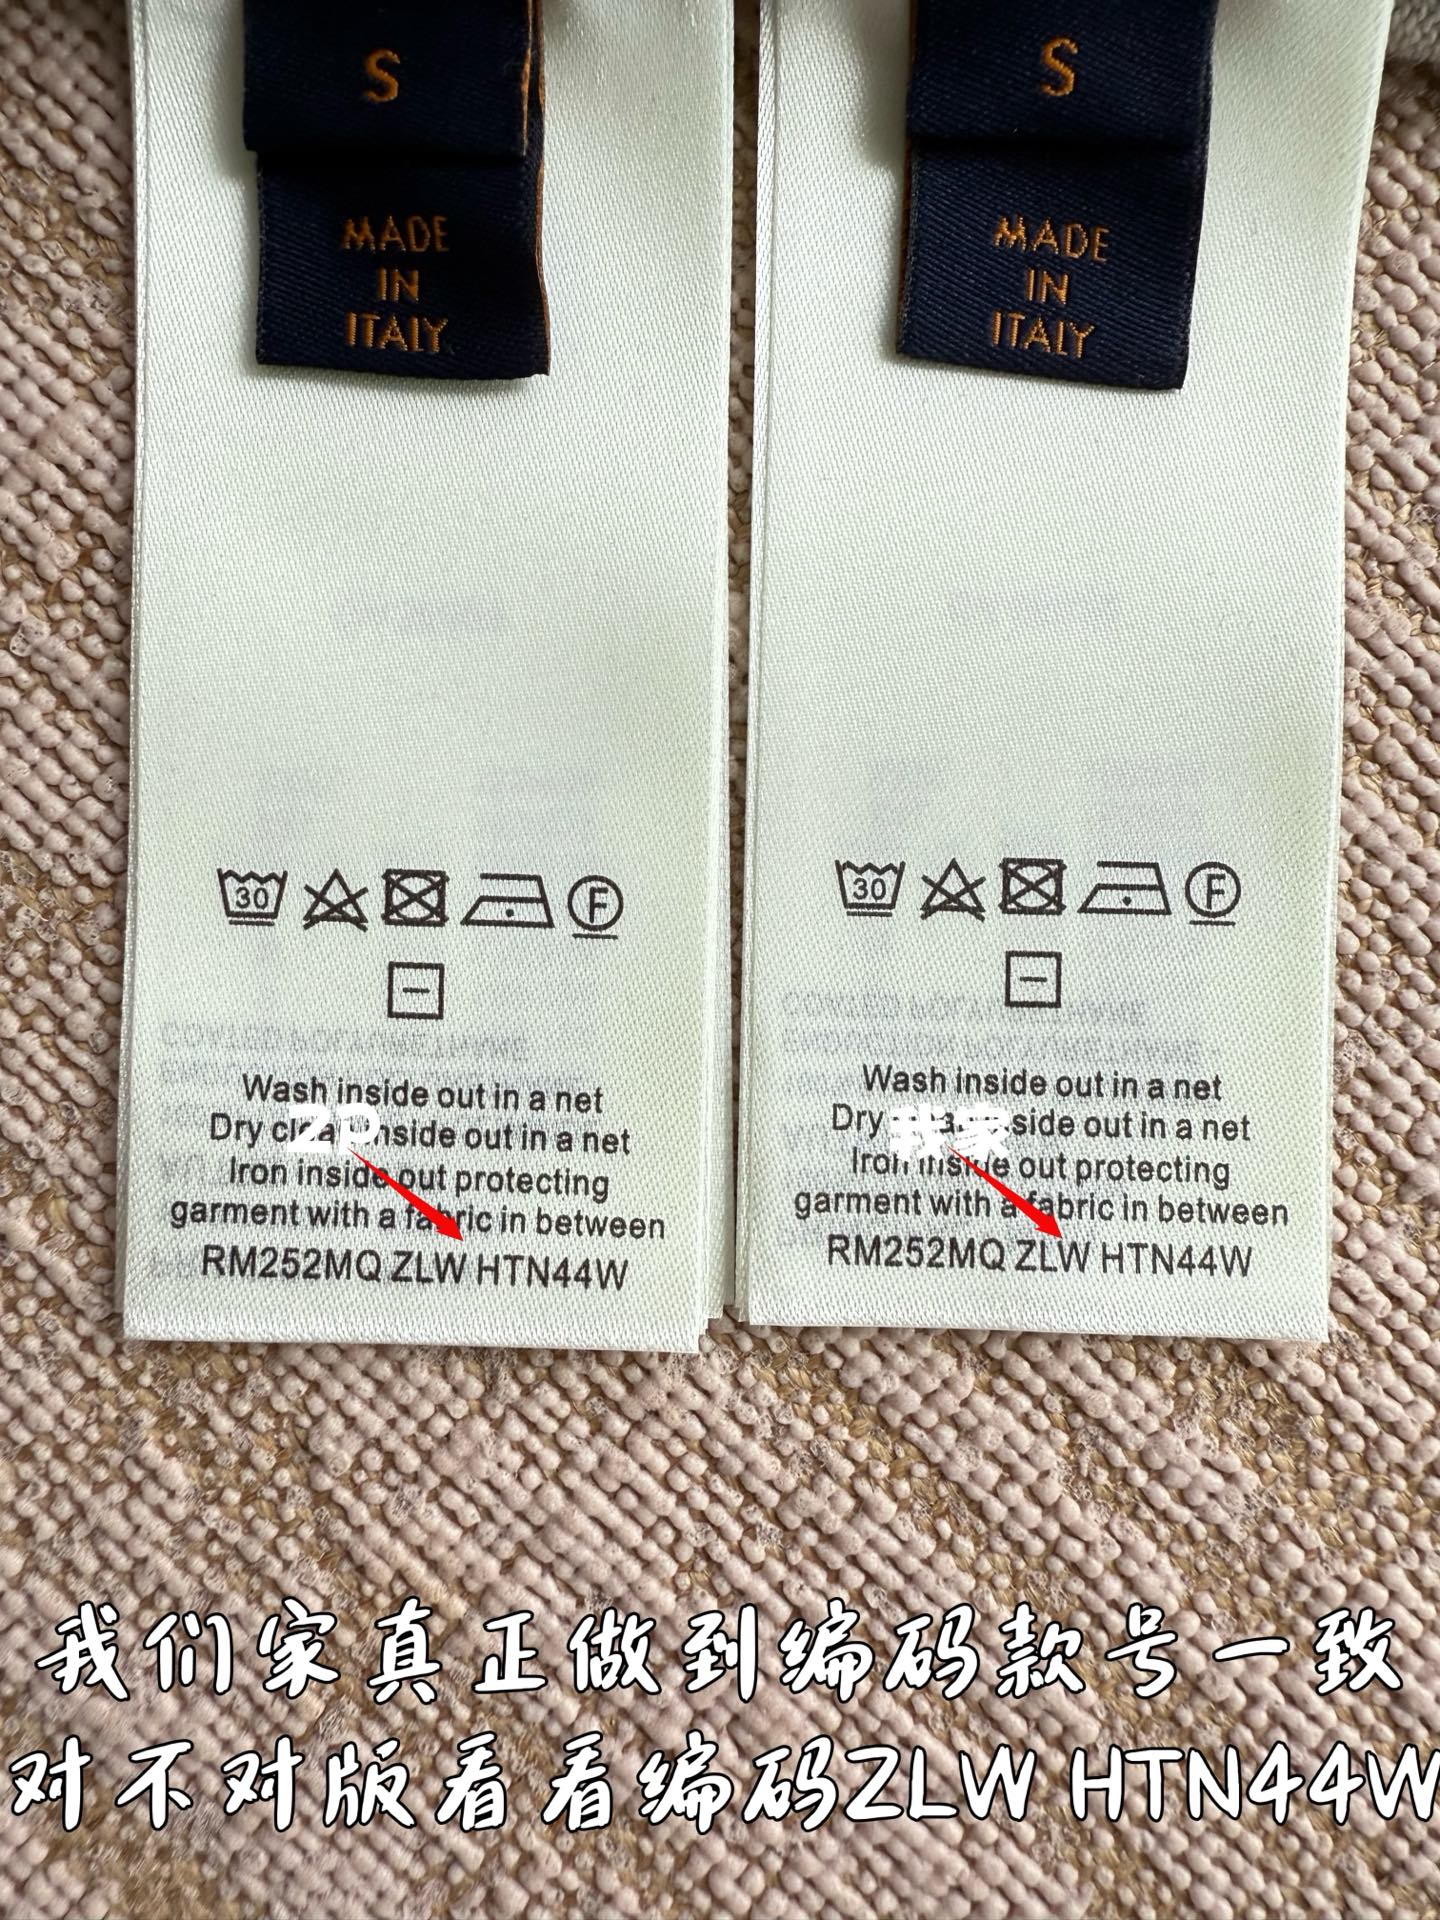 S
MADE
IN
ITALY
S
MADE
IN
ITALY
30
F
Wash inside out in a net
Dry clean inside out in a net
Iron inside out protecting
garment with a fabric in between
RM252MQ ZLW HTN44W
ZP
30
F
Wash inside out in a net
Dry clean inside out in a net
Iron inside out protecting
garment with a fabric in between
RM252MQ ZLW HTN44W
我家
我们家真正做到编码款号一致
对不对版看看编码ZLW HTN44W